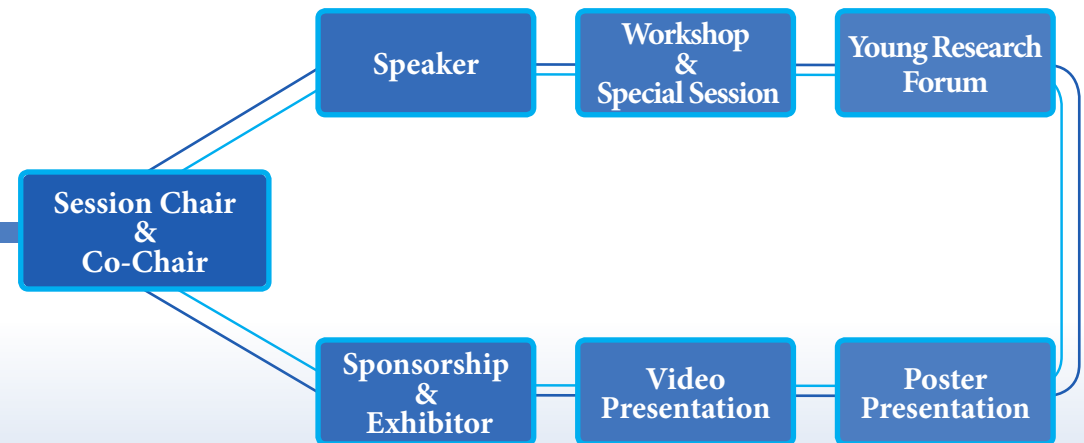 Speaker
Workshop
&
Special Session
Young Research
Forum
Session Chair
&
Co-Chair
Sponsorship
&
Exhibitor
Video
Presentation
Poster
Presentation